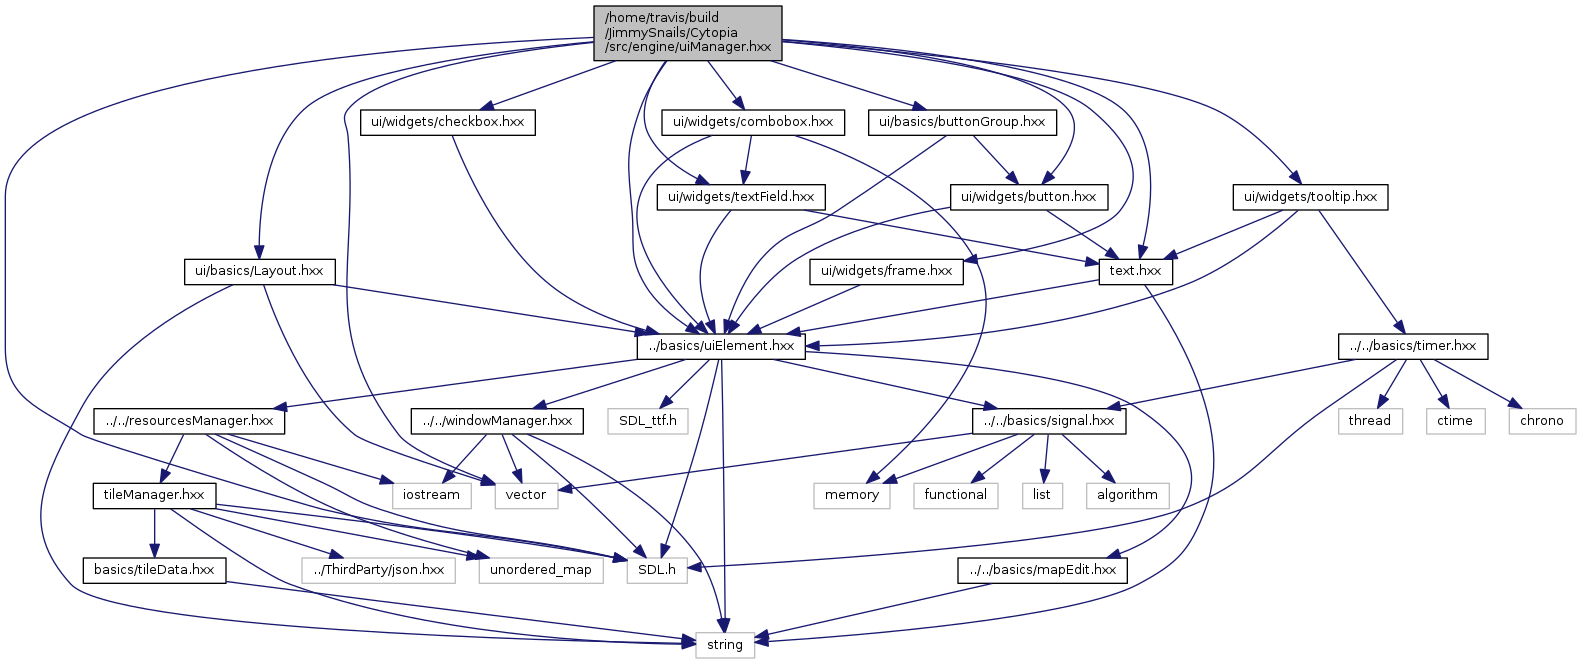 /home/travis/build
/JimmySnails/Cytopia
/src/engine/uiManager.hxx
ui/widgets/checkbox.hxx
ui/widgets/combobox.hxx
ui/basics/buttonGroup.hxx
ui/widgets/textField.hxx
ui/widgets/button.hxx
ui/widgets/tooltip.hxx
ui/basics/Layout.hxx
ui/widgets/frame.hxx
text.hxx
../basics/uiElement.hxx
../../basics/timer.hxx
../../resourcesManager.hxx
../../windowManager.hxx
SDL_ttf.h
../../basics/signal.hxx
thread
ctime
chrono
tileManager.hxx
iostream
vector
memory
functional
list
algorithm
basics/tileData.hxx
../ThirdParty/json.hxx
unordered_map
SDL.h
../../basics/mapEdit.hxx
string